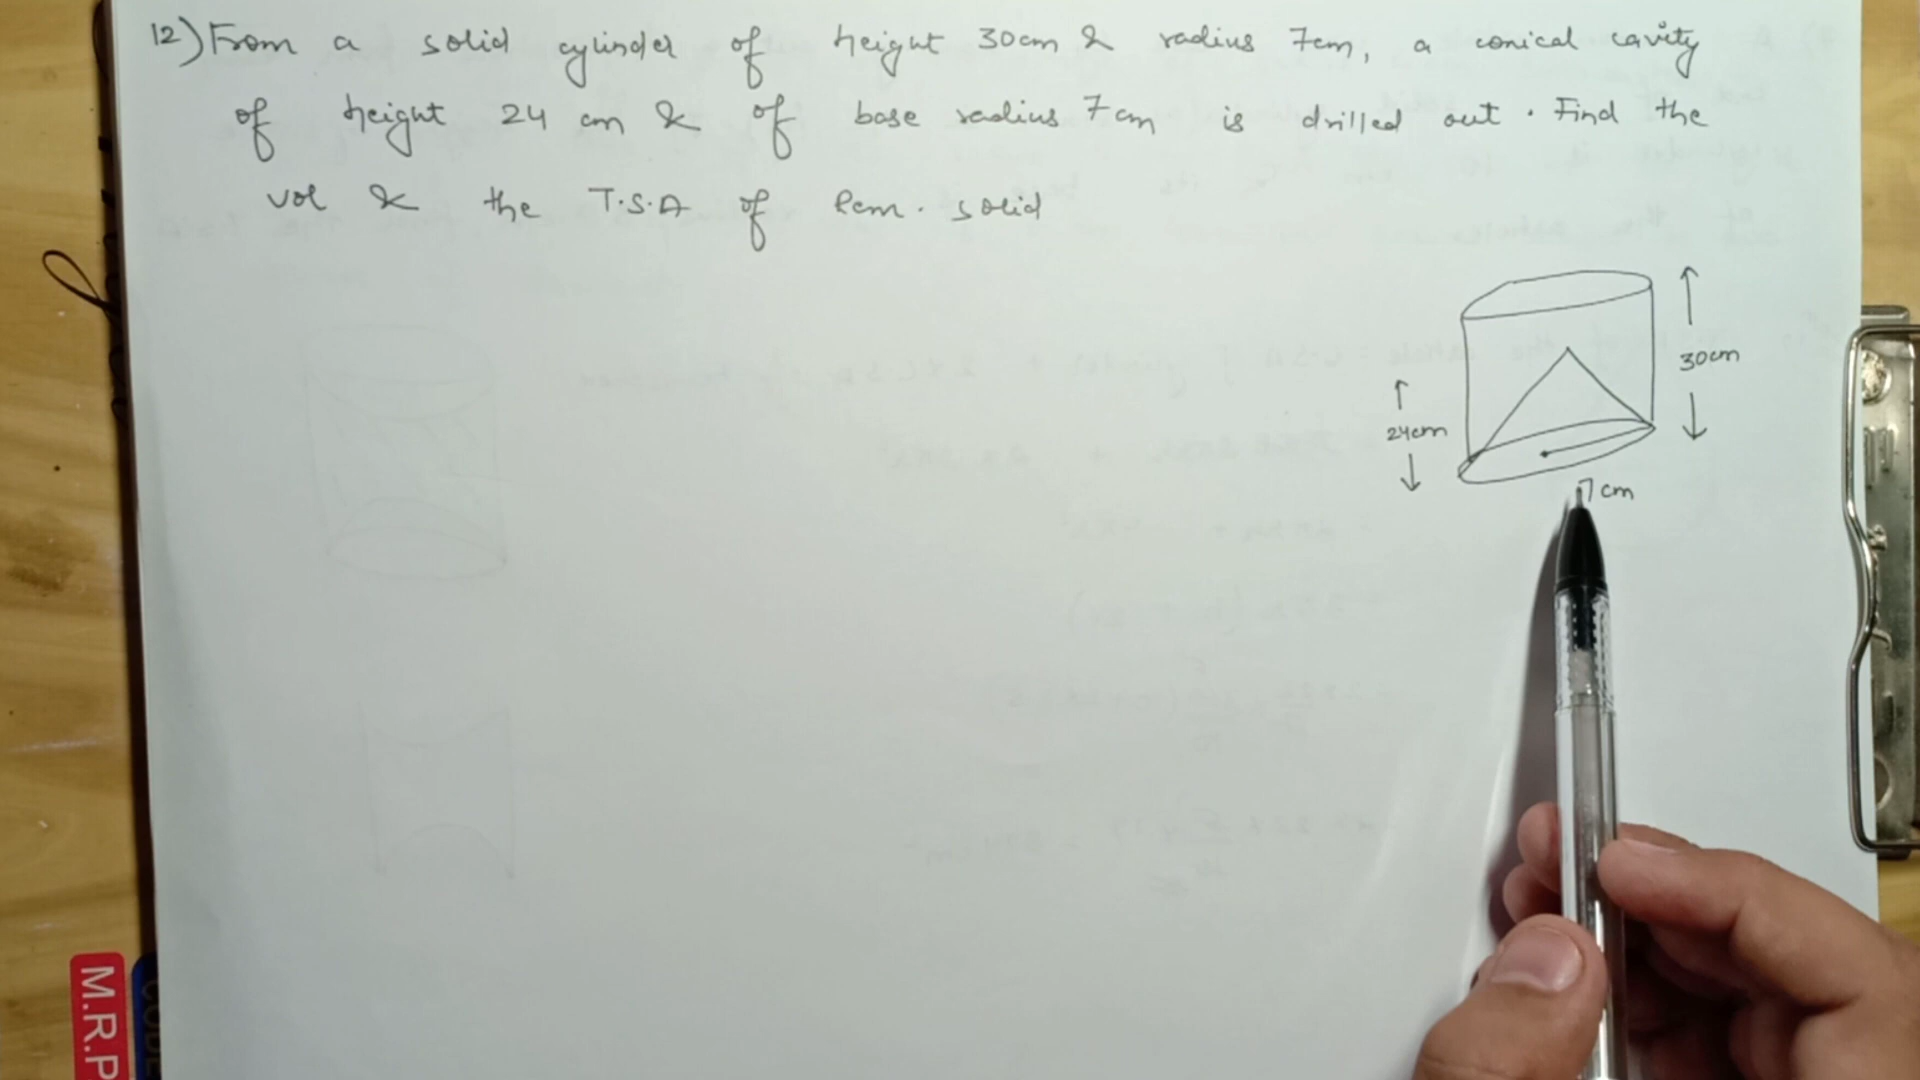 12) From a solid cylinder of height 30cm & radius 7cm, a conical cavity
of height 24 cm & of base radius 7cm is drilled out. Find the
vol & the T.S.A of Rem. solid
30cm
24cm
7cm
M.R.P
CODE